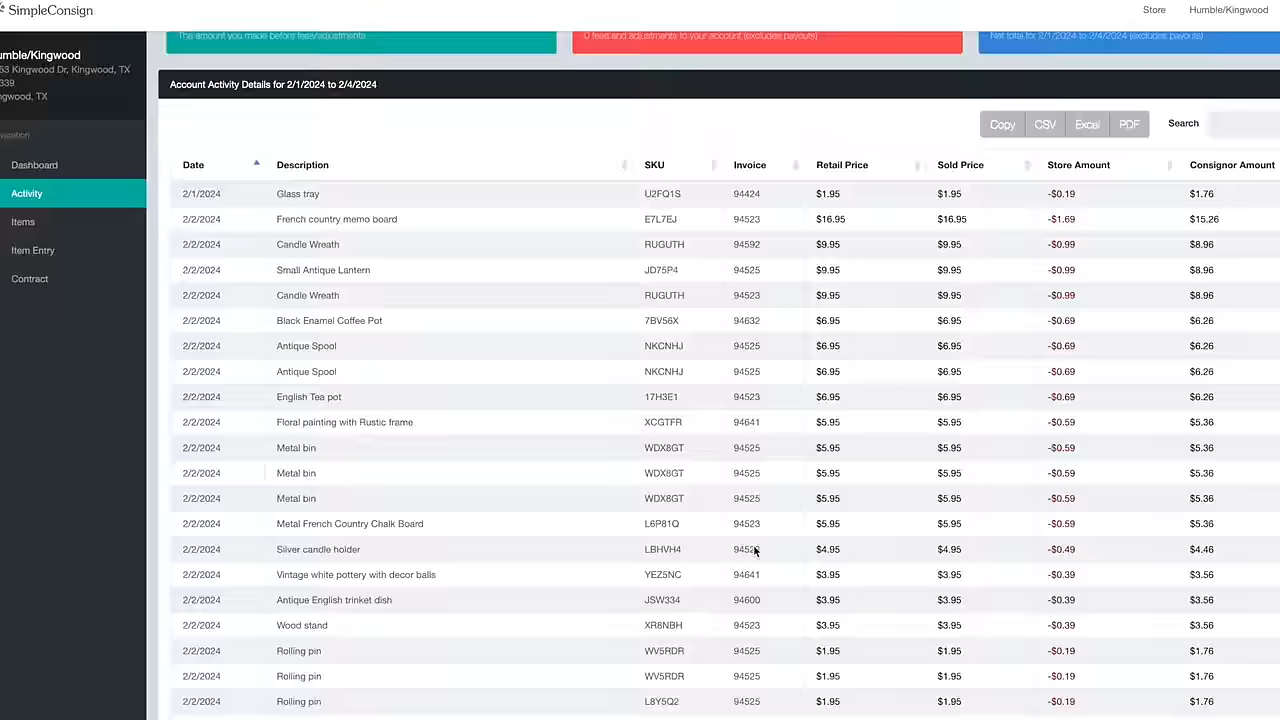 SimpleConsign Store Humble/Kingwood
umble/Kingwood
53 Kingwood Dr, Kingwood, TX
339
ngwood, TX
Dashboard
Activity
Items
Item Entry
Contract
The amount you made before fees/adjustments
0 fees and adjustments to your account (excludes payouts)
Net total for 2/1/2024 to 2/4/2024 (excludes payouts)
Account Activity Details for 2/1/2024 to 2/4/2024
Copy CSV Excel PDF Search
Date Description SKU Invoice Retail Price Sold Price Store Amount Consignor Amount
2/1/2024 Glass tray U2FQ1S 94424 $1.95 $1.95 -$0.19 $1.76
2/2/2024 French country memo board E7L7EJ 94523 $16.95 $16.95 -$1.69 $15.26
2/2/2024 Candle Wreath RUGUTH 94592 $9.95 $9.95 -$0.99 $8.96
2/2/2024 Small Antique Lantern JD75P4 94525 $9.95 $9.95 -$0.99 $8.96
2/2/2024 Candle Wreath RUGUTH 94523 $9.95 $9.95 -$0.99 $8.96
2/2/2024 Black Enamel Coffee Pot 7BV56X 94632 $6.95 $6.95 -$0.69 $6.26
2/2/2024 Antique Spool NKCNHJ 94525 $6.95 $6.95 -$0.69 $6.26
2/2/2024 Antique Spool NKCNHJ 94525 $6.95 $6.95 -$0.69 $6.26
2/2/2024 English Tea pot 17H3E1 94523 $6.95 $6.95 -$0.69 $6.26
2/2/2024 Floral painting with Rustic frame XCGTFR 94641 $5.95 $5.95 -$0.59 $5.36
2/2/2024 Metal bin WDX8GT 94525 $5.95 $5.95 -$0.59 $5.36
2/2/2024 Metal bin WDX8GT 94525 $5.95 $5.95 -$0.59 $5.36
2/2/2024 Metal bin WDX8GT 94525 $5.95 $5.95 -$0.59 $5.36
2/2/2024 Metal French Country Chalk Board L6P81Q 94523 $5.95 $5.95 -$0.59 $5.36
2/2/2024 Silver candle holder LBHVH4 $4.95 $4.95 -$0.49 $4.46
2/2/2024 Vintage white pottery with decor balls YEZ5NC 94641 $3.95 $3.95 -$0.39 $3.56
2/2/2024 Antique English trinket dish JSW334 94600 $3.95 $3.95 -$0.39 $3.56
2/2/2024 Wood stand XR8NBH 94523 $3.95 $3.95 -$0.39 $3.56
2/2/2024 Rolling pin WV5RDR 94525 $1.95 $1.95 -$0.19 $1.76
2/2/2024 Rolling pin WV5RDR 94525 $1.95 $1.95 -$0.19 $1.76
2/2/2024 Rolling pin L8Y5Q2 94525 $1.95 $1.95 -$0.19 $1.76